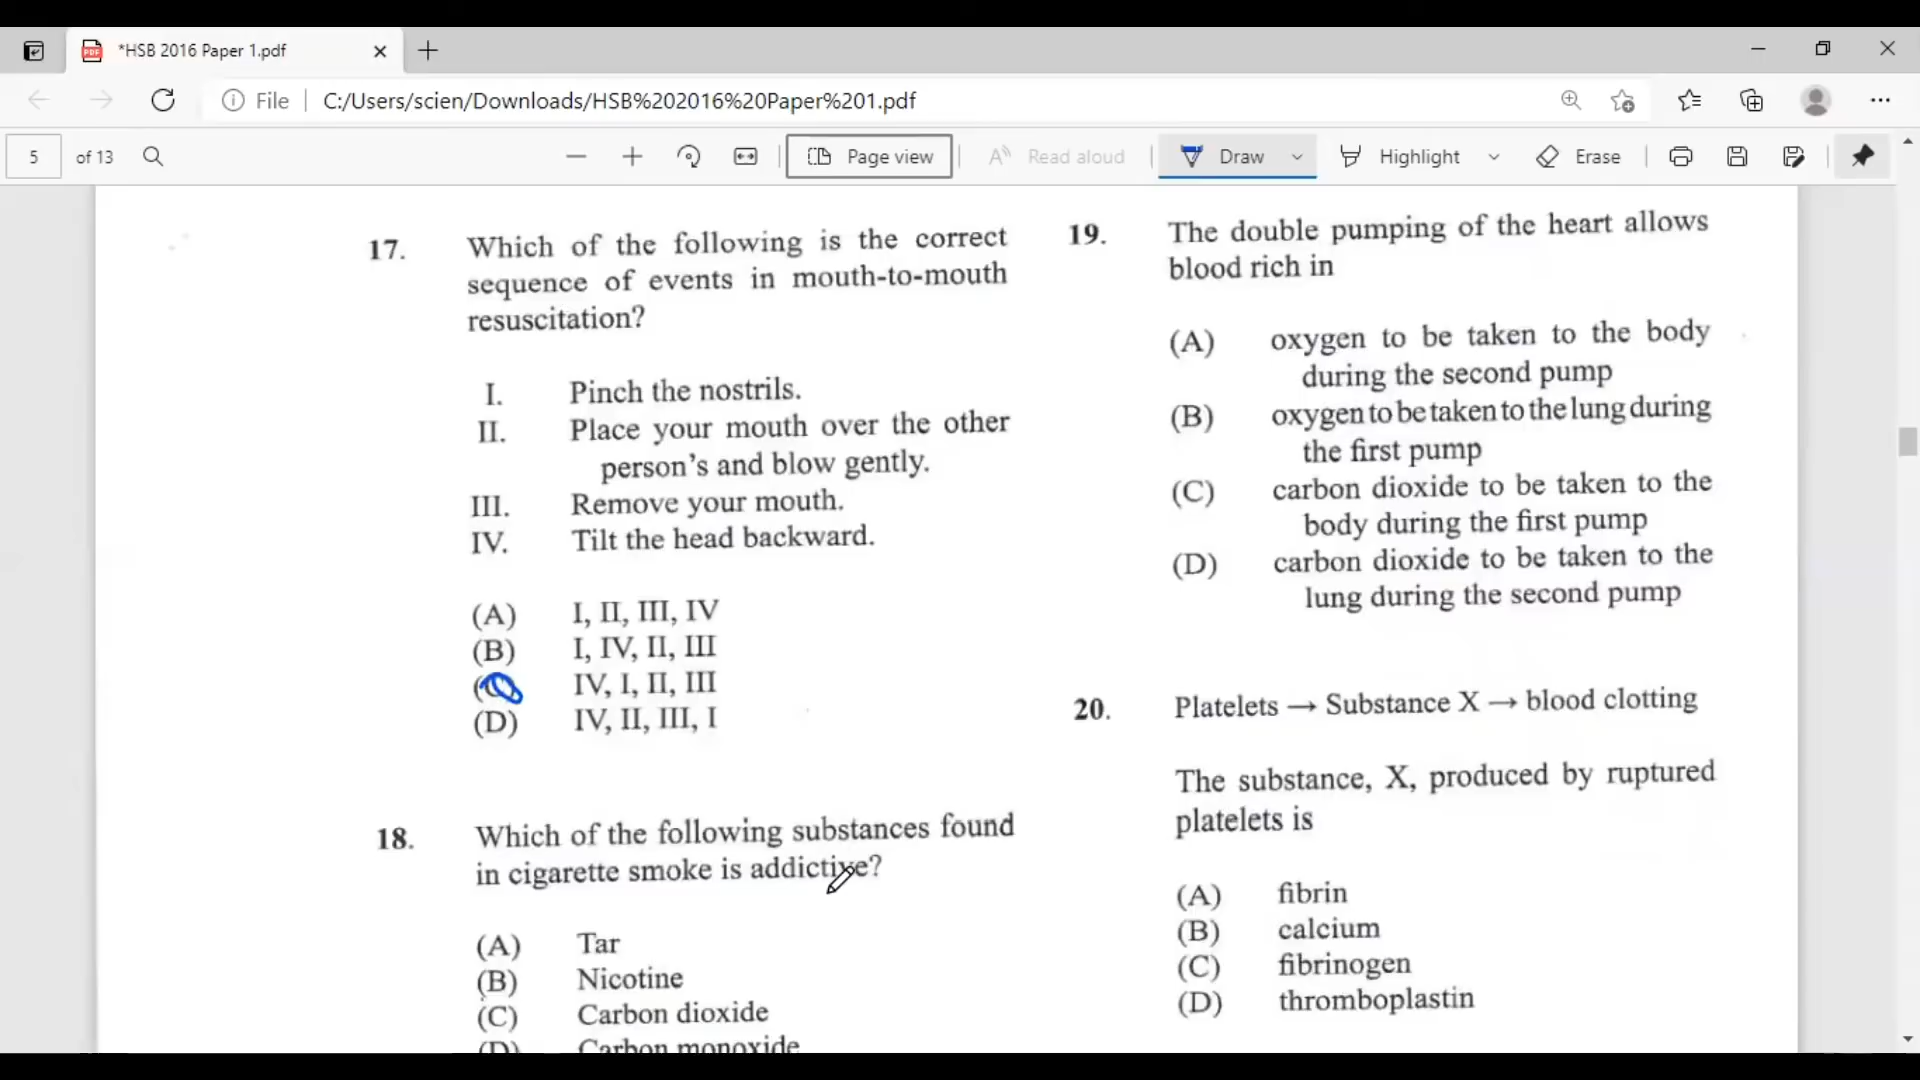 *HSB 2016 Paper 1.pdf
File
C:/Users/scien/Downloads/HSB%202016%20Paper%201.pdf
5 of 13
Page view
Read aloud
Draw
Highlight
Erase
17. Which of the following is the correct
sequence of events in mouth-to-mouth
resuscitation?
I. Pinch the nostrils.
II. Place your mouth over the other
person's and blow gently.
III. Remove your mouth.
IV. Tilt the head backward.
(A) I, II, III, IV
(B) I, IV, II, III
IV, I, II, III
(D) IV, II, III, I
18. Which of the following substances found
in cigarette smoke is addictive?
(A) Tar
(B) Nicotine
(C) Carbon dioxide
(D) Carbon monoxide
19. The double pumping of the heart allows
blood rich in
(A) oxygen to be taken to the body
during the second pump
(B) oxygen to be taken to the lung during
the first pump
(C) carbon dioxide to be taken to the
body during the first pump
(D) carbon dioxide to be taken to the
lung during the second pump
20. Platelets → Substance X → blood clotting
The substance, X, produced by ruptured
platelets is
(A) fibrin
(B) calcium
(C) fibrinogen
(D) thromboplastin